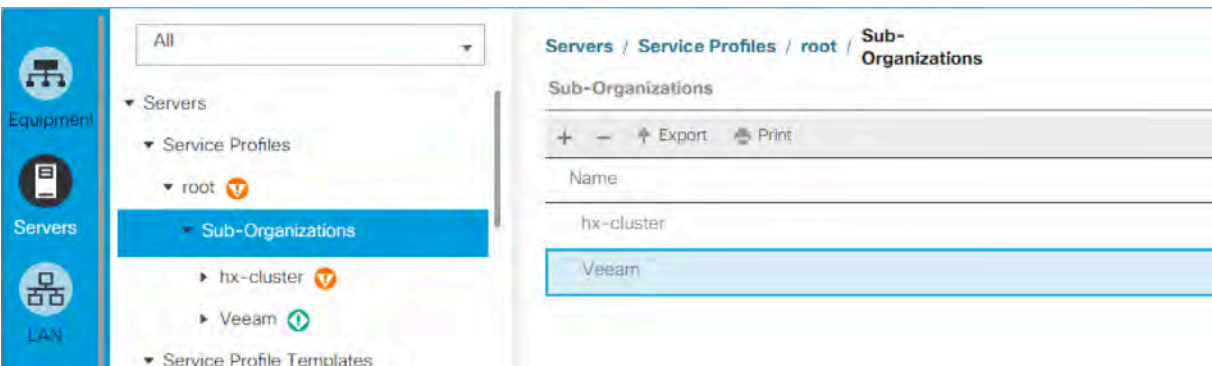 Equipment
Servers
LAN
All
Servers
Service Profiles
root
Sub-Organizations
hx-cluster
Veeam
Service Profile Templates
Servers / Service Profiles / root / Sub-
Organizations
Sub-Organizations
+ − Export Print
Name
hx-cluster
Veeam